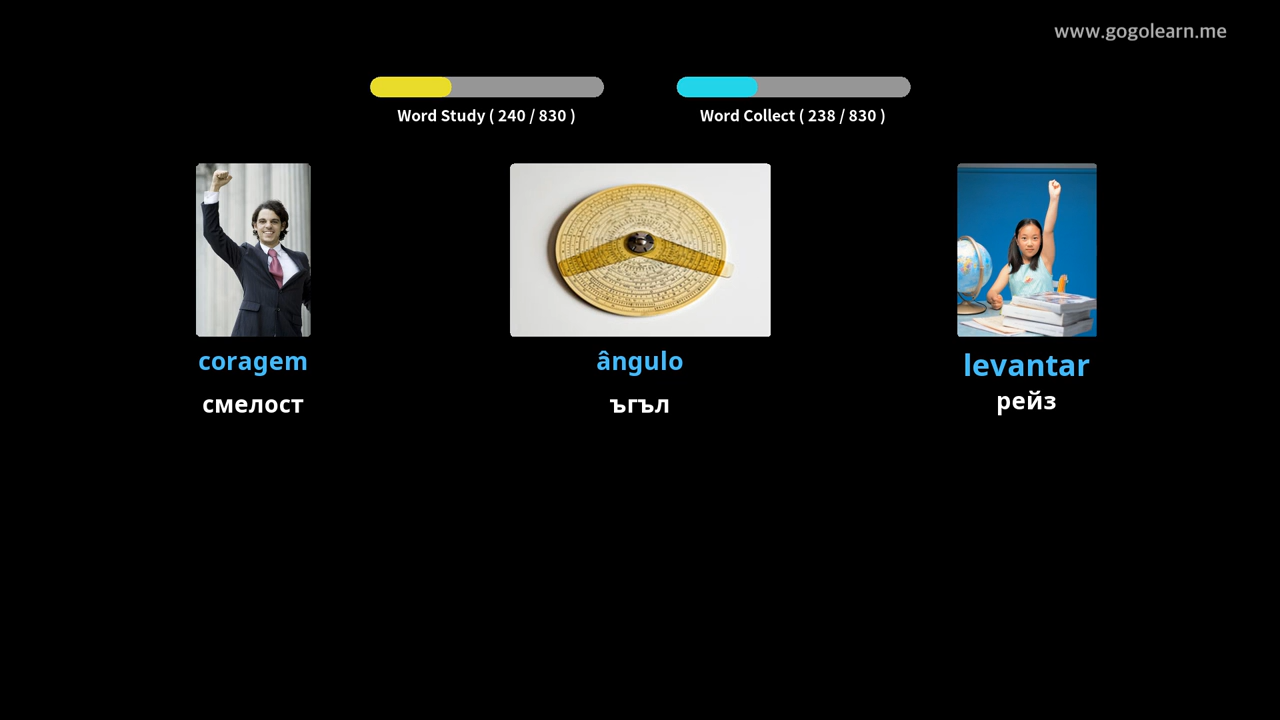 www.gogolearn.me
Word Study ( 240 / 830 )
Word Collect ( 238 / 830 )
coragem
смелост
ângulo
ъгъл
levantar
рейз